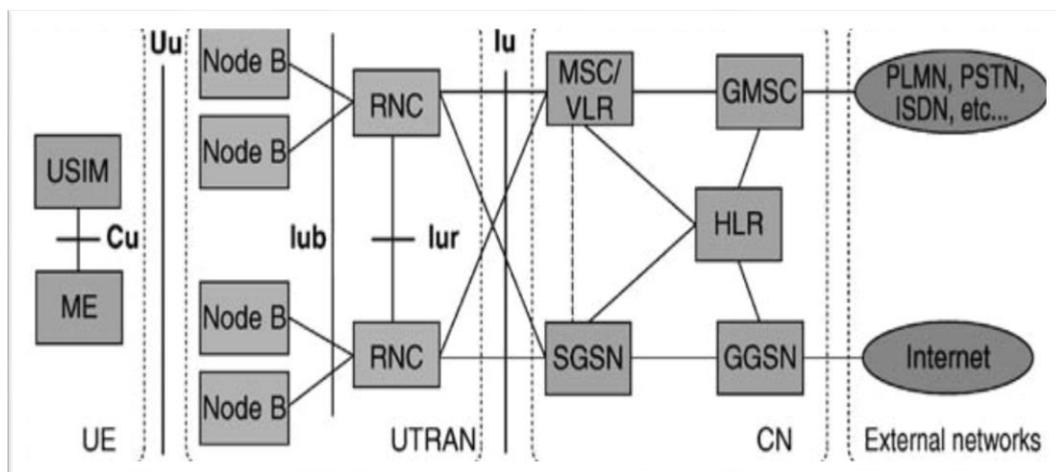 Uu
Iu
Node B
RNC
MSC/
VLR
GMSC
PLMN, PSTN,
ISDN, etc...
Node B
USIM
HLR
Cu
Iub
Iur
ME
Node B
RNC
SGSN
GGSN
Internet
Node B
UE
UTRAN
CN
External networks